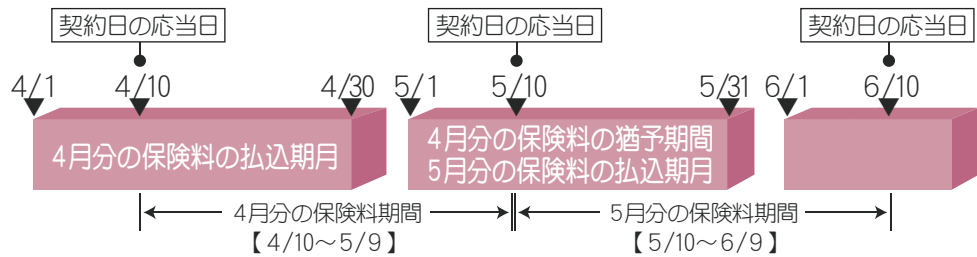 契約日の応当日
契約日の応当日
契約日の応当日
4/1
4/10
4/30
5/1
5/10
5/31
6/1
6/10
4月分の保険料の払込期月
4月分の保険料の猶予期間
5月分の保険料の払込期月
4月分の保険料期間
【4/10〜5/9】
5月分の保険料期間
【5/10〜6/9】